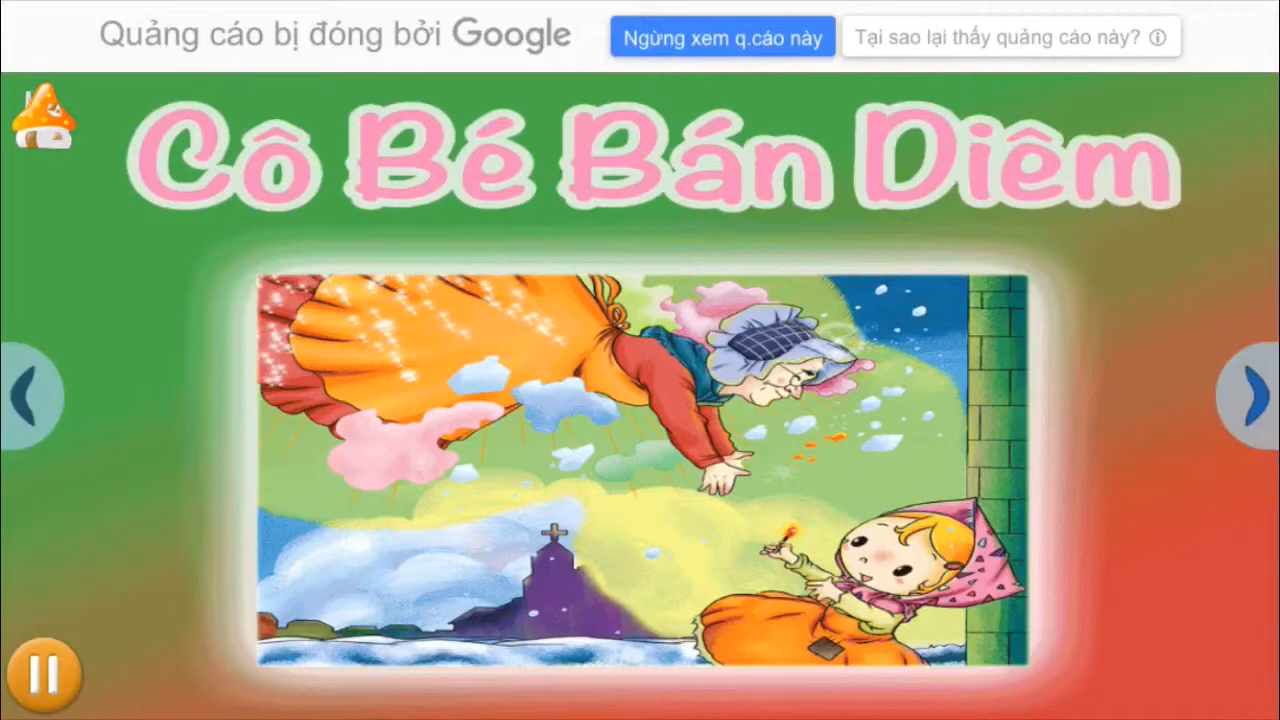 Quảng cáo bị đóng bởi Google
Ngừng xem q.cáo này
Tại sao lại thấy quảng cáo này?
Cô Bé Bán Diêm